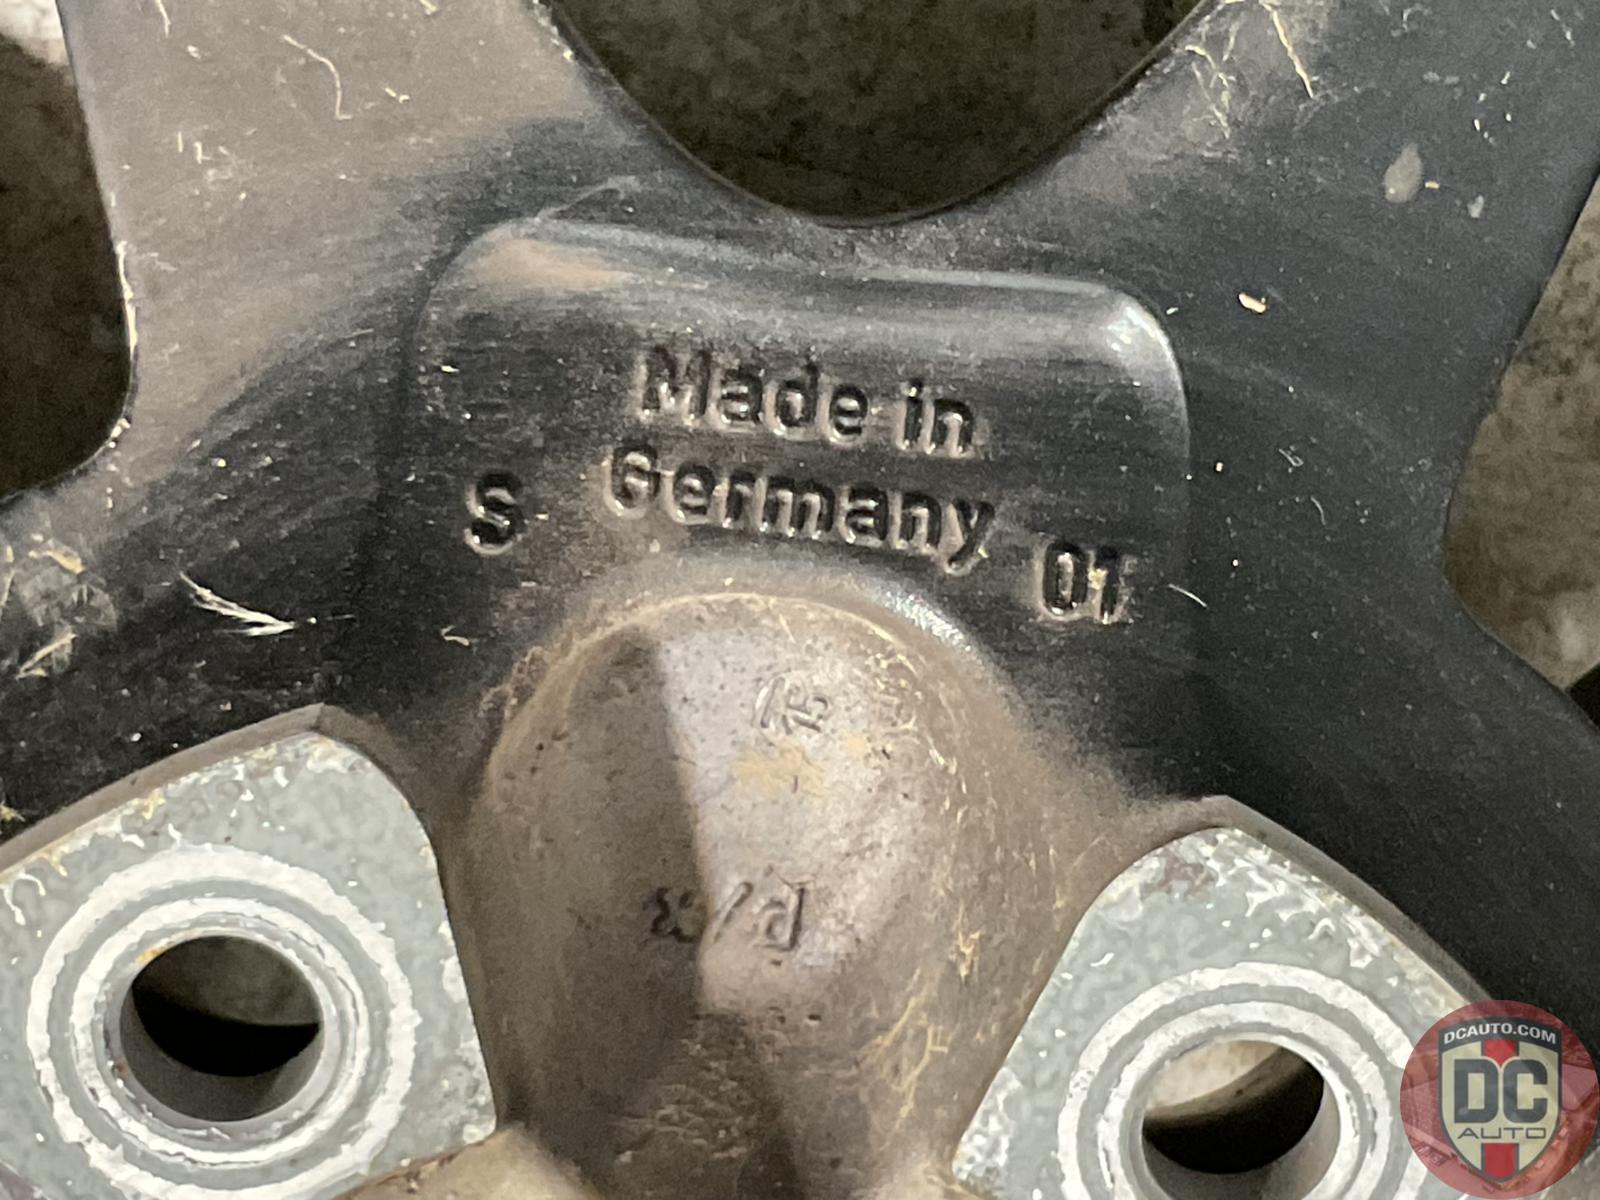 Made in
S Germany 01
DCAUTO.COM
DC
AUTO